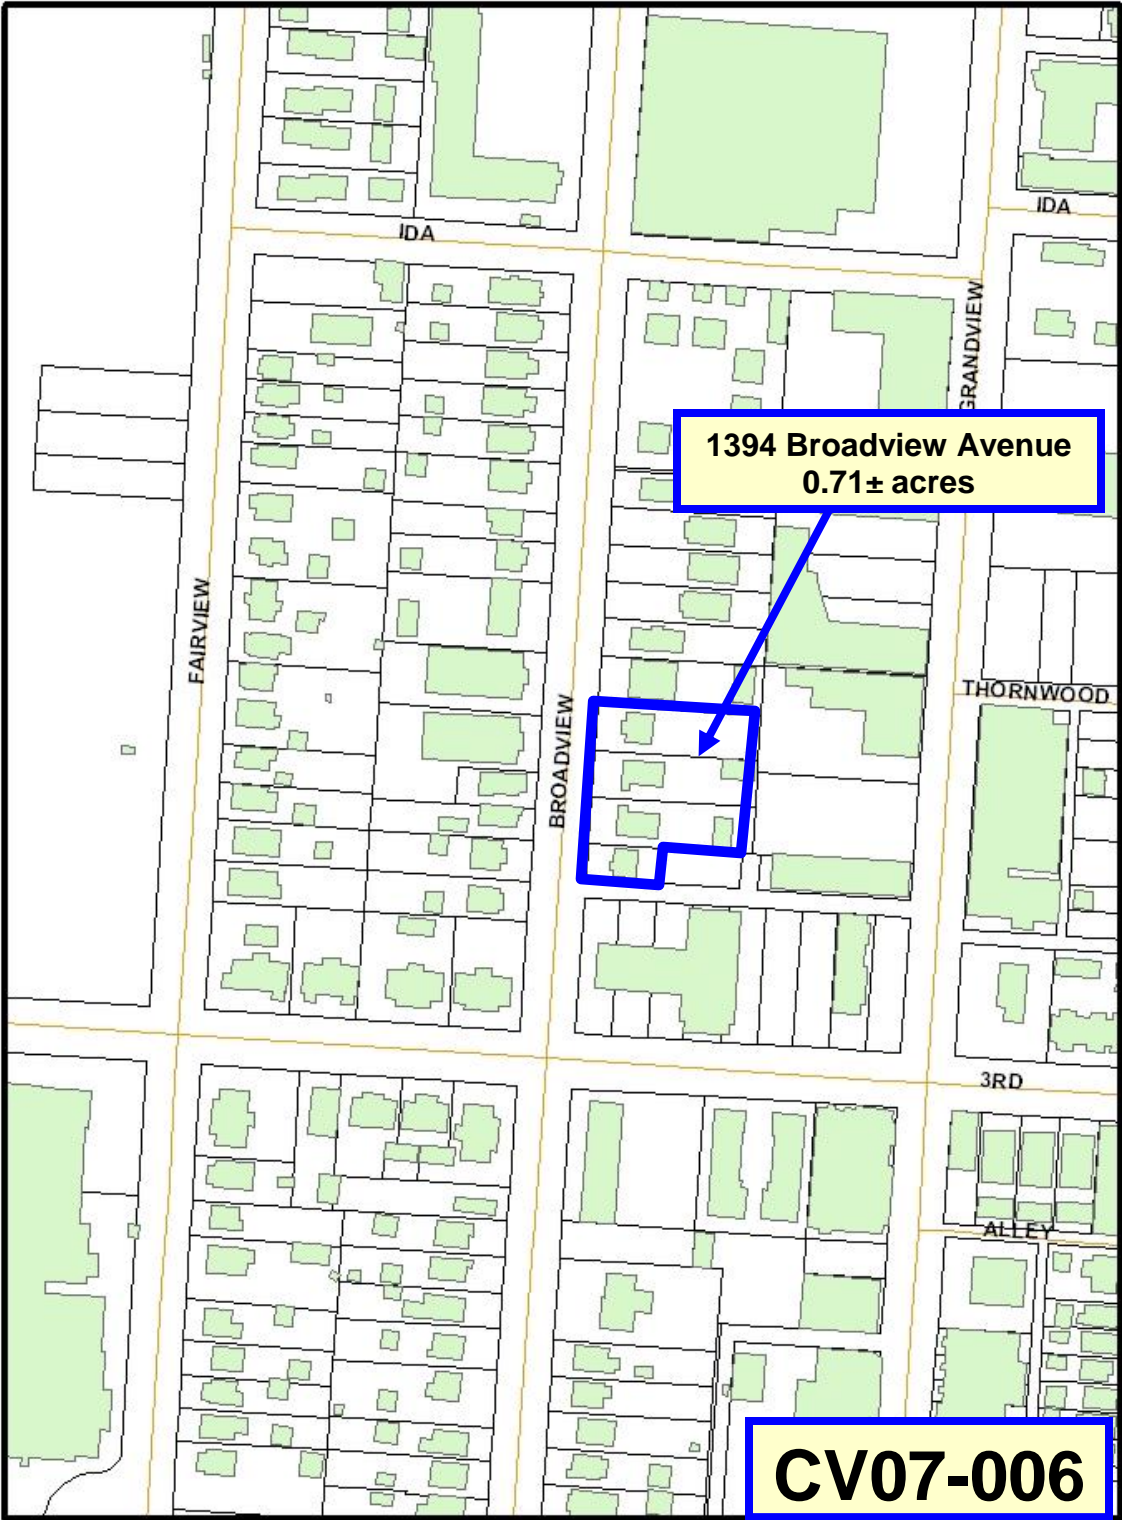 IDA
IDA
GRANDVIEW
1394 Broadview Avenue
0.71± acres
FAIRVIEW
THORNWOOD
BROADVIEW
3RD
ALLEY
CV07-006